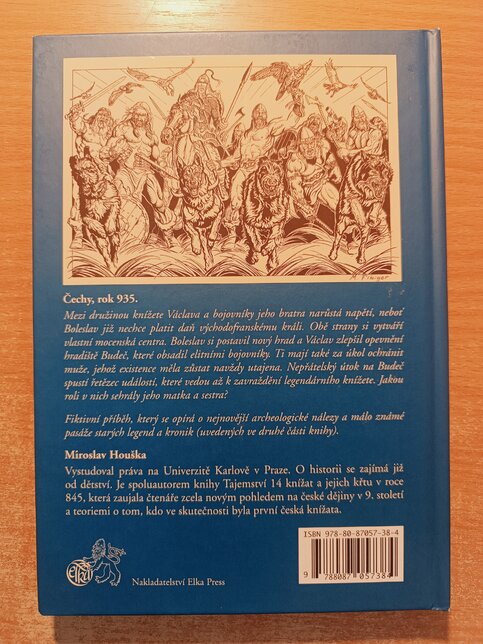 M. Fibiger
Čechy, rok 935.
Mezi družinou knížete Václava a bojovníky jeho bratra narůstá napětí, neboť
Boleslav již nechce platit daň východofranskému králi. Obě strany si vytváří
vlastní mocenská centra. Boleslav si postavil nový hrad a Václav zlepšil opevnění
hradiště Budeč, které obsadil elitními bojovníky. Ti mají také za úkol ochránit
muže, jehož existence měla zůstat navždy utajena. Nepřátelský útok na Budeč
spustí řetězec událostí, které vedou až k zavraždění legendárního knížete. Jakou
roli v nich sehrály jeho matka a sestra?
Fiktivní příběh, který se opírá o nejnovější archeologické nálezy a málo známé
pasáže starých legend a kronik (uvedených ve druhé části knihy).
Miroslav Houška
Vystudoval práva na Univerzitě Karlově v Praze. O historii se zajímá již
od dětství. Je spoluautorem knihy Tajemství 14 knížat a jejich křtu v roce
845, která zaujala čtenáře zcela novým pohledem na české dějiny v 9. století
a teoriemi o tom, kdo ve skutečnosti byla první česká knížata.
ISBN 978-80-87057-38-4
9 788087 057384
elka
Nakladatelství Elka Press